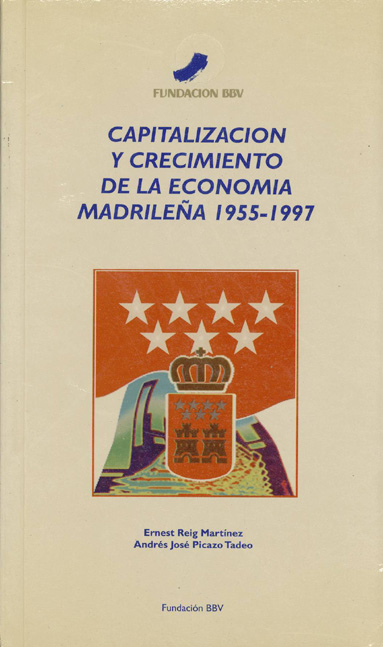 FUNDACION BBV
CAPITALIZACION
Y CRECIMIENTO
DE LA ECONOMIA
MADRILEÑA 1955-1997
Ernest Reig Martínez
Andrés José Picazo Tadeo
Fundación BBV